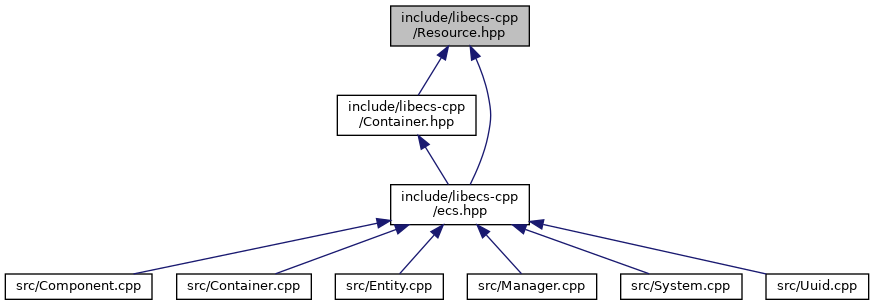 include/libecs-cpp
/Resource.hpp
include/libecs-cpp
/Container.hpp
include/libecs-cpp
/ecs.hpp
src/Component.cpp
src/Container.cpp
src/Entity.cpp
src/Manager.cpp
src/System.cpp
src/Uuid.cpp